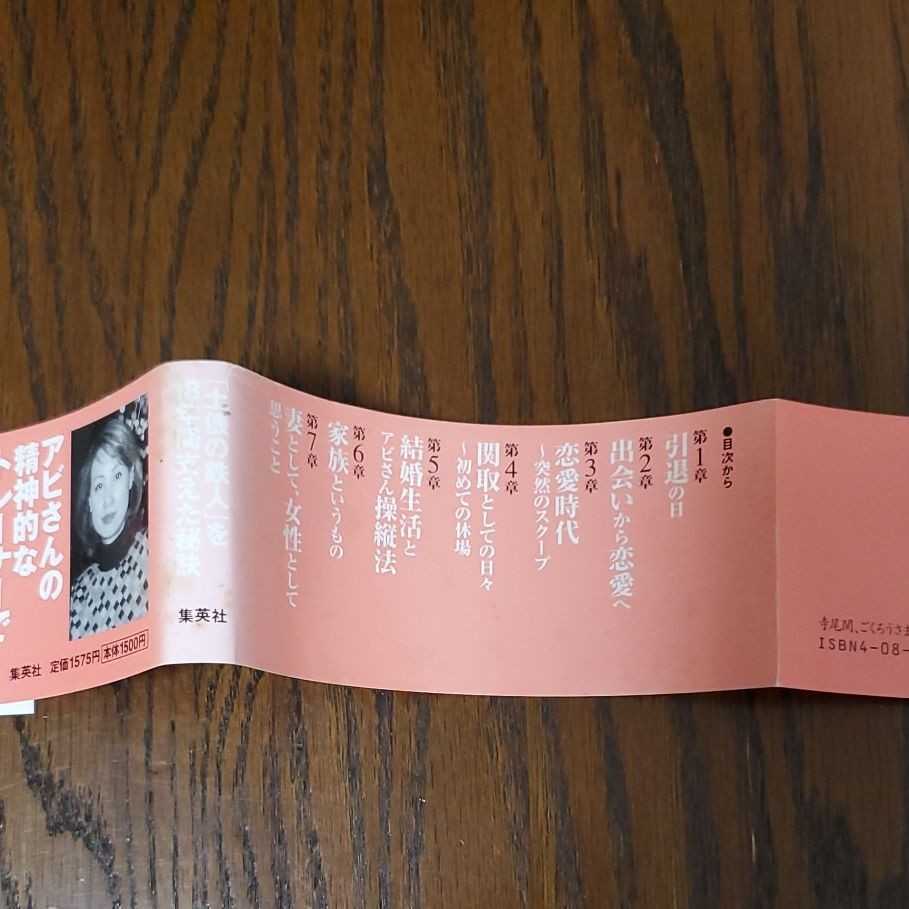 寺尾関、ごくろうさま
ISBN4-08-
●目次から
第1章
引退の日
第2章
出会いから恋愛へ
第3章
恋愛時代
〜突然のスクープ
第4章
関取としての日々
〜初めての休場
第5章
結婚生活と
アビさん操縦法
第6章
家族というもの
第7章
妻として、女性として
思うこと
の鉄人」を
支えた秘訣
集英社
アビさんの
精神的な
トレーナーで
集英社 定価1575円 本体1500円